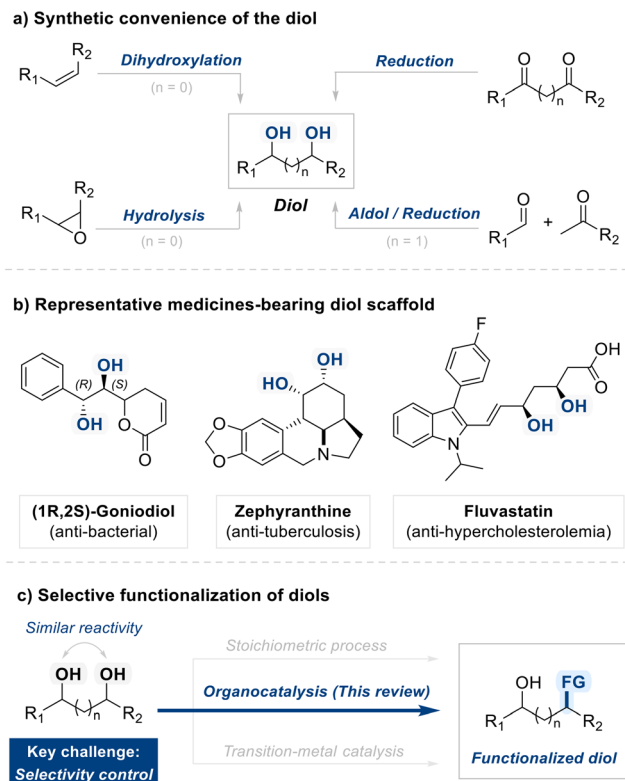 a) Synthetic convenience of the diol
R1
R2
Dihydroxylation
(n = 0)
Reduction
O
O
R1
( )n
R2
OH
OH
R1
( )n
R2
Diol
R1
R2
O
Hydrolysis
(n = 0)
Aldol / Reduction
(n = 1)
O
R1
+
O
R2
b) Representative medicines-bearing diol scaffold
OH
(R)
(S)
OH
O
O
OH
HO
O
O
N
F
OH
O
OH
OH
N
(1R,2S)-Goniodiol
(anti-bacterial)
Zephyranthine
(anti-tuberculosis)
Fluvastatin
(anti-hypercholesterolemia)
c) Selective functionalization of diols
Similar reactivity
OH
OH
R1
( )n
R2
Key challenge:
Selectivity control
Stoichiometric process
Organocatalysis (This review)
Transition-metal catalysis
OH
FG
R1
( )n
R2
Functionalized diol